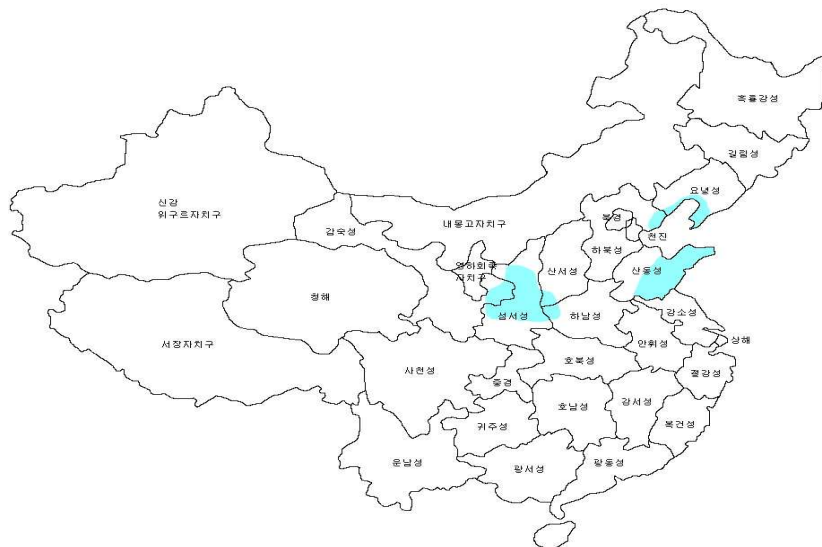 흑룡강성
길림성
요녕성
신강
위구르자치구
내몽고자치구
북경
천진
감숙성
하북성
산서성
영하회족
자치구
산동성
청해
섬서성
하남성
강소성
서장자치구
안휘성
상해
사천성
호북성
절강성
중경
호남성
강서성
귀주성
복건성
운남성
광서성
광동성